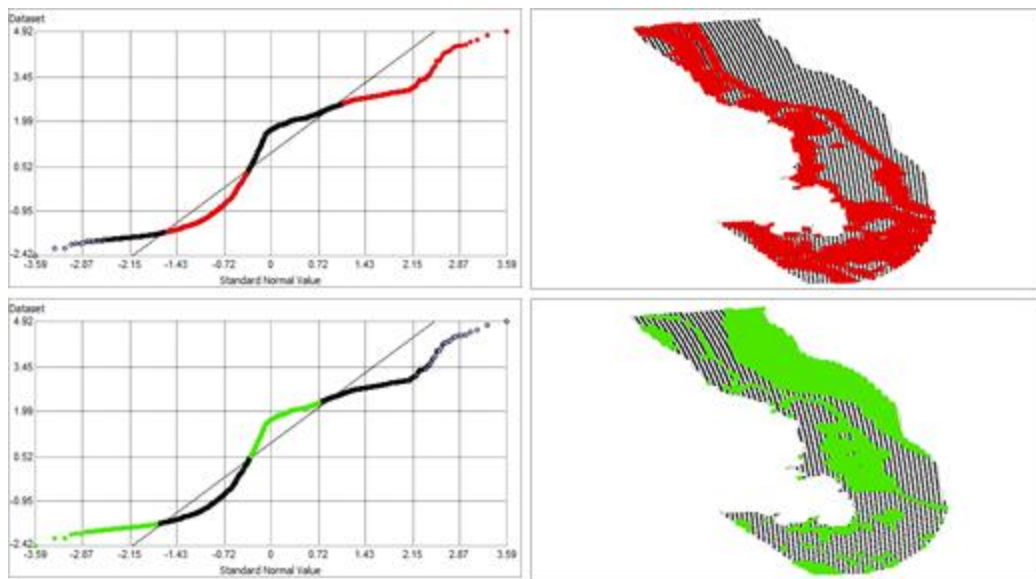 Dataset
4.92
3.45
1.99
0.52
-0.95
-2.42
-3.59 -2.87 -2.15 -1.43 -0.72 0 0.72 1.43 2.15 2.87 3.59
Standard Normal Value
Dataset
4.92
3.45
1.99
0.52
-0.95
-2.42
-3.59 -2.87 -2.15 -1.43 -0.72 0 0.72 1.43 2.15 2.87 3.59
Standard Normal Value